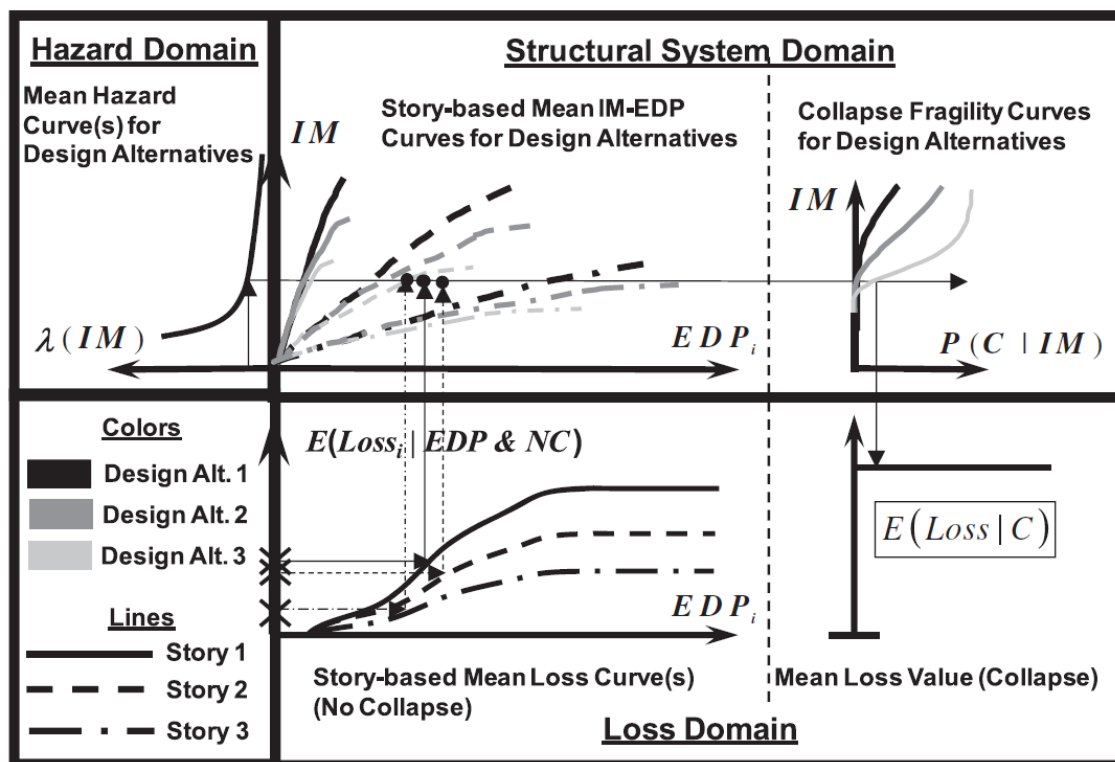 Hazard Domain
Mean Hazard
Curve(s) for
Design Alternatives
λ (IM)
Structural System Domain
IM
Story-based Mean IM-EDP
Curves for Design Alternatives
EDPi
Collapse Fragility Curves
for Design Alternatives
IM
P (C | IM)
Colors
Design Alt. 1
Design Alt. 2
Design Alt. 3
Lines
Story 1
Story 2
Story 3
E(Lossi | EDP & NC)
EDPi
Story-based Mean Loss Curve(s)
(No Collapse)
E(Loss | C)
Mean Loss Value (Collapse)
Loss Domain